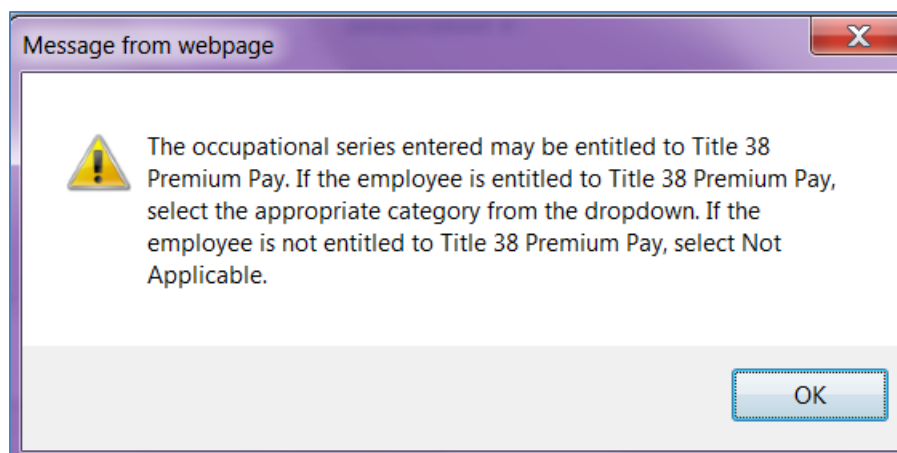 Message from webpage
The occupational series entered may be entitled to Title 38
Premium Pay. If the employee is entitled to Title 38 Premium Pay,
select the appropriate category from the dropdown. If the
employee is not entitled to Title 38 Premium Pay, select Not
Applicable.
OK